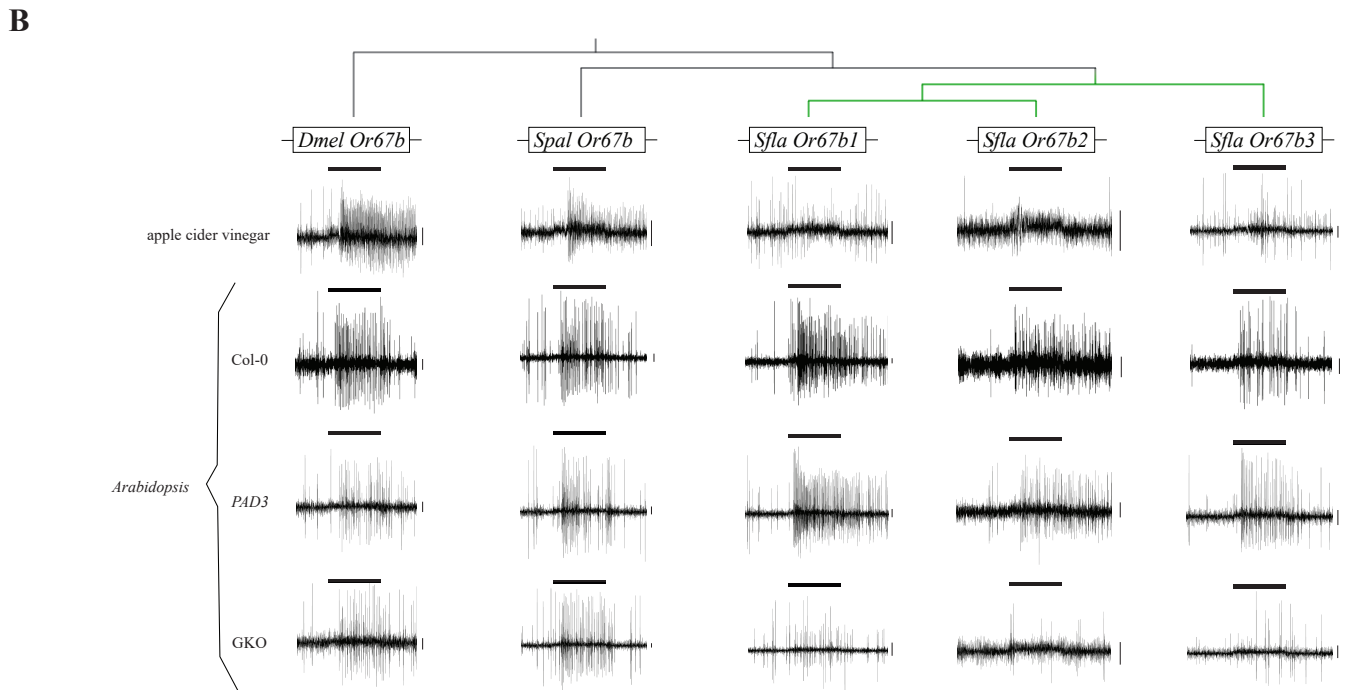 B
Dmel Or67b
Spal Or67b
Sfla Or67b1
Sfla Or67b2
Sfla Or67b3
apple cider vinegar
Col-0
Arabidopsis
PAD3
GKO